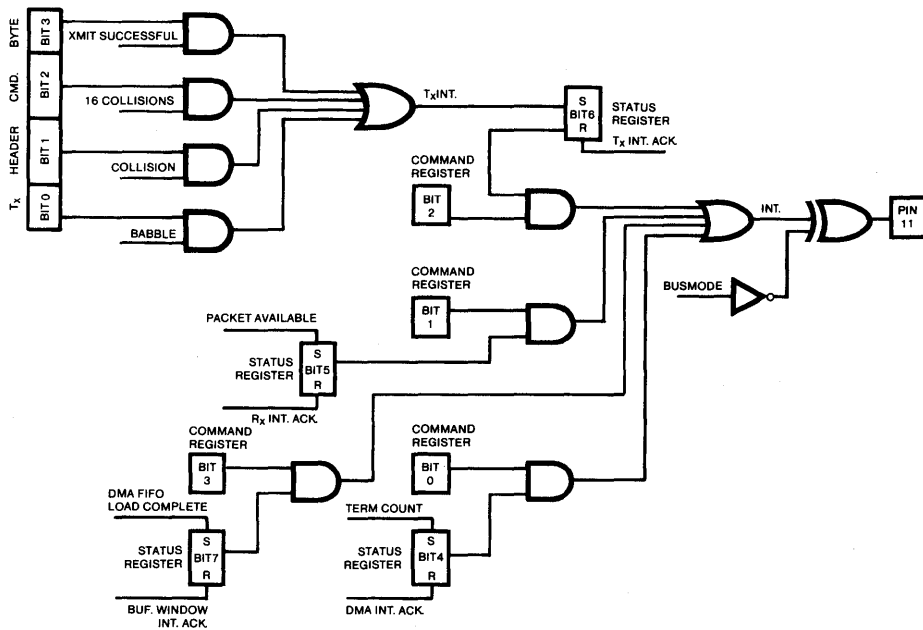 Tx HEADER CMD. BYTE
BIT 3
BIT 2
BIT 1
BIT 0
XMIT SUCCESSFUL
16 COLLISIONS
COLLISION
BABBLE
TxINT.
S
BIT6
R
STATUS
REGISTER
Tx INT. ACK.
COMMAND
REGISTER
BIT
2
INT.
PIN
11
BUSMODE
COMMAND
REGISTER
BIT
1
PACKET AVAILABLE
STATUS
REGISTER
S
BIT5
R
Rx INT. ACK.
COMMAND
REGISTER
BIT
3
COMMAND
REGISTER
BIT
0
DMA FIFO
LOAD COMPLETE
STATUS
REGISTER
S
BIT7
R
BUF. WINDOW
INT. ACK.
TERM COUNT
STATUS
REGISTER
S
BIT4
R
DMA INT. ACK.